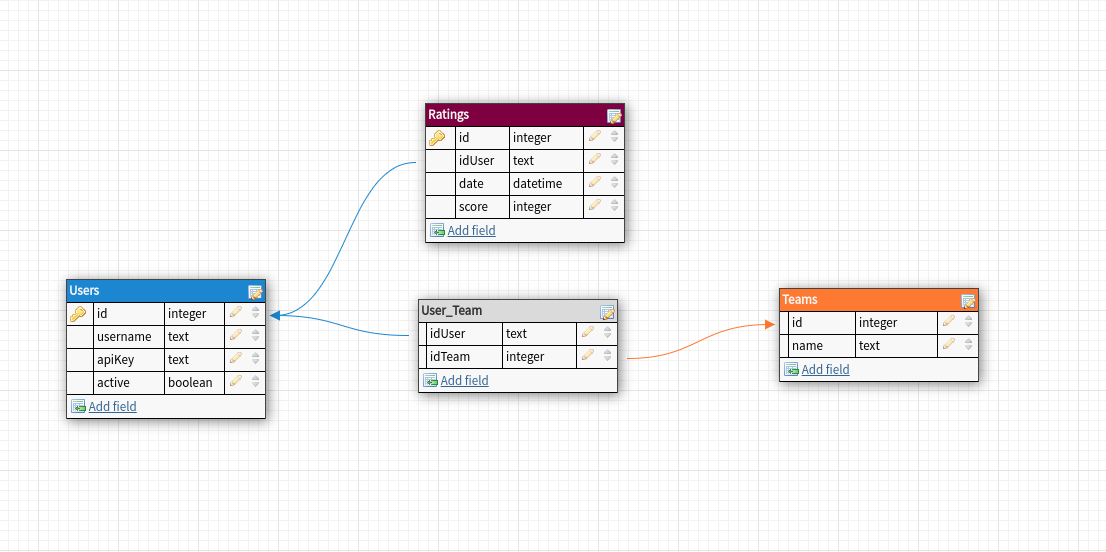 Ratings
id integer
idUser text
date datetime
score integer
Add field
Users
id integer
username text
apiKey text
active boolean
Add field
User_Team
idUser text
idTeam integer
Add field
Teams
id integer
name text
Add field